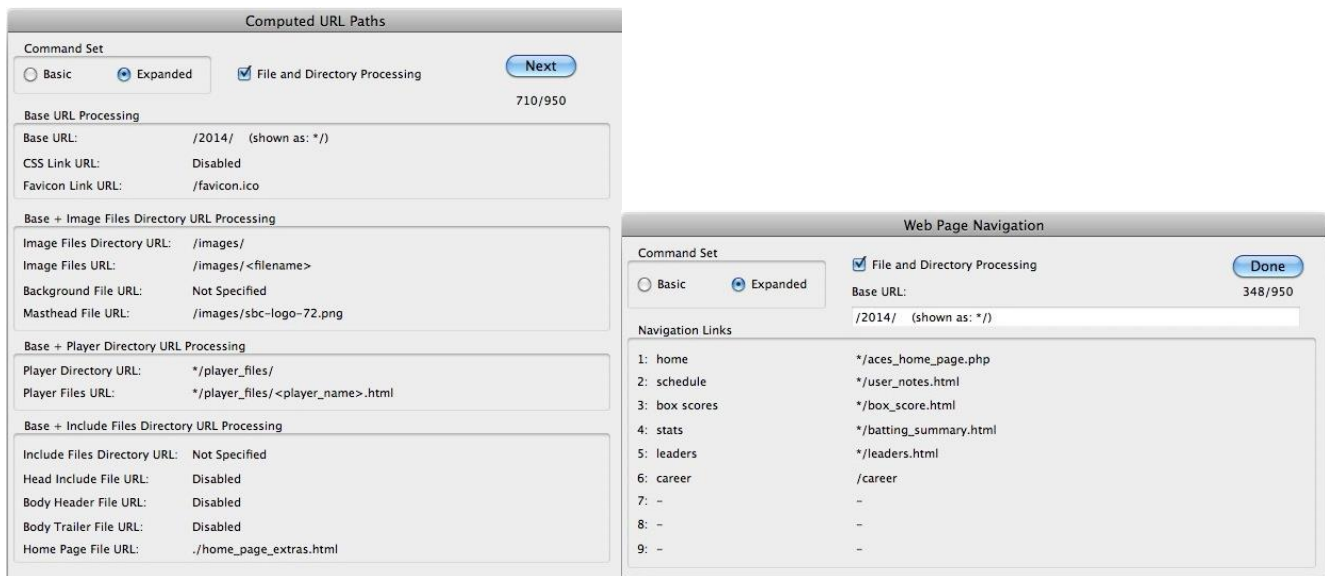 Computed URL Paths
Command Set
Basic Expanded File and Directory Processing Next
710/950
Base URL Processing
Base URL: /2014/ (shown as: */)
CSS Link URL: Disabled
Favicon Link URL: /favicon.ico
Base + Image Files Directory URL Processing
Image Files Directory URL: /images/
Image Files URL: /images/<filename>
Background File URL: Not Specified
Masthead File URL: /images/sbc-logo-72.png
Base + Player Directory URL Processing
Player Directory URL: */player_files/
Player Files URL: */player_files/<player_name>.html
Base + Include Files Directory URL Processing
Include Files Directory URL: Not Specified
Head Include File URL: Disabled
Body Header File URL: Disabled
Body Trailer File URL: Disabled
Home Page File URL: ./home_page_extras.html
Web Page Navigation
Command Set
File and Directory Processing Done
Basic Expanded Base URL: 348/950
/2014/ (shown as: */)
Navigation Links
1: home */aces_home_page.php
2: schedule */user_notes.html
3: box scores */box_score.html
4: stats */batting_summary.html
5: leaders */leaders.html
6: career /career
7: - -
8: - -
9: - -